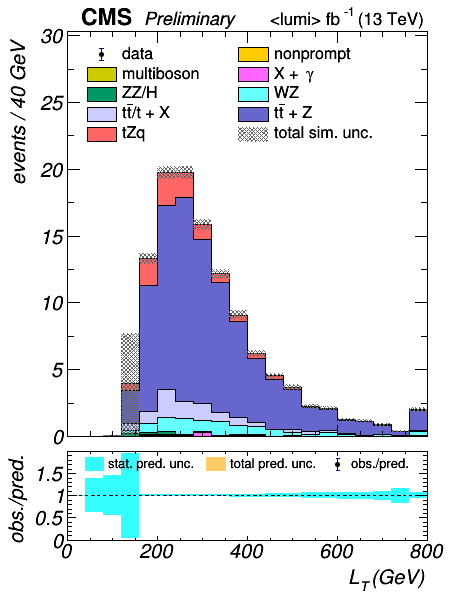 CMS Preliminary <lumi> fb⁻¹ (13 TeV)
events / 40 GeV
30
25
20
15
10
5
0
data
nonprompt
multiboson
X + γ
ZZ/H
WZ
tt̄/t + X
tt̄ + Z
tZq
total sim. unc.
obs./pred.
1.5
1
0.5
0
stat. pred. unc.
total pred. unc.
obs./pred.
0 200 400 600 800
L_T(GeV)